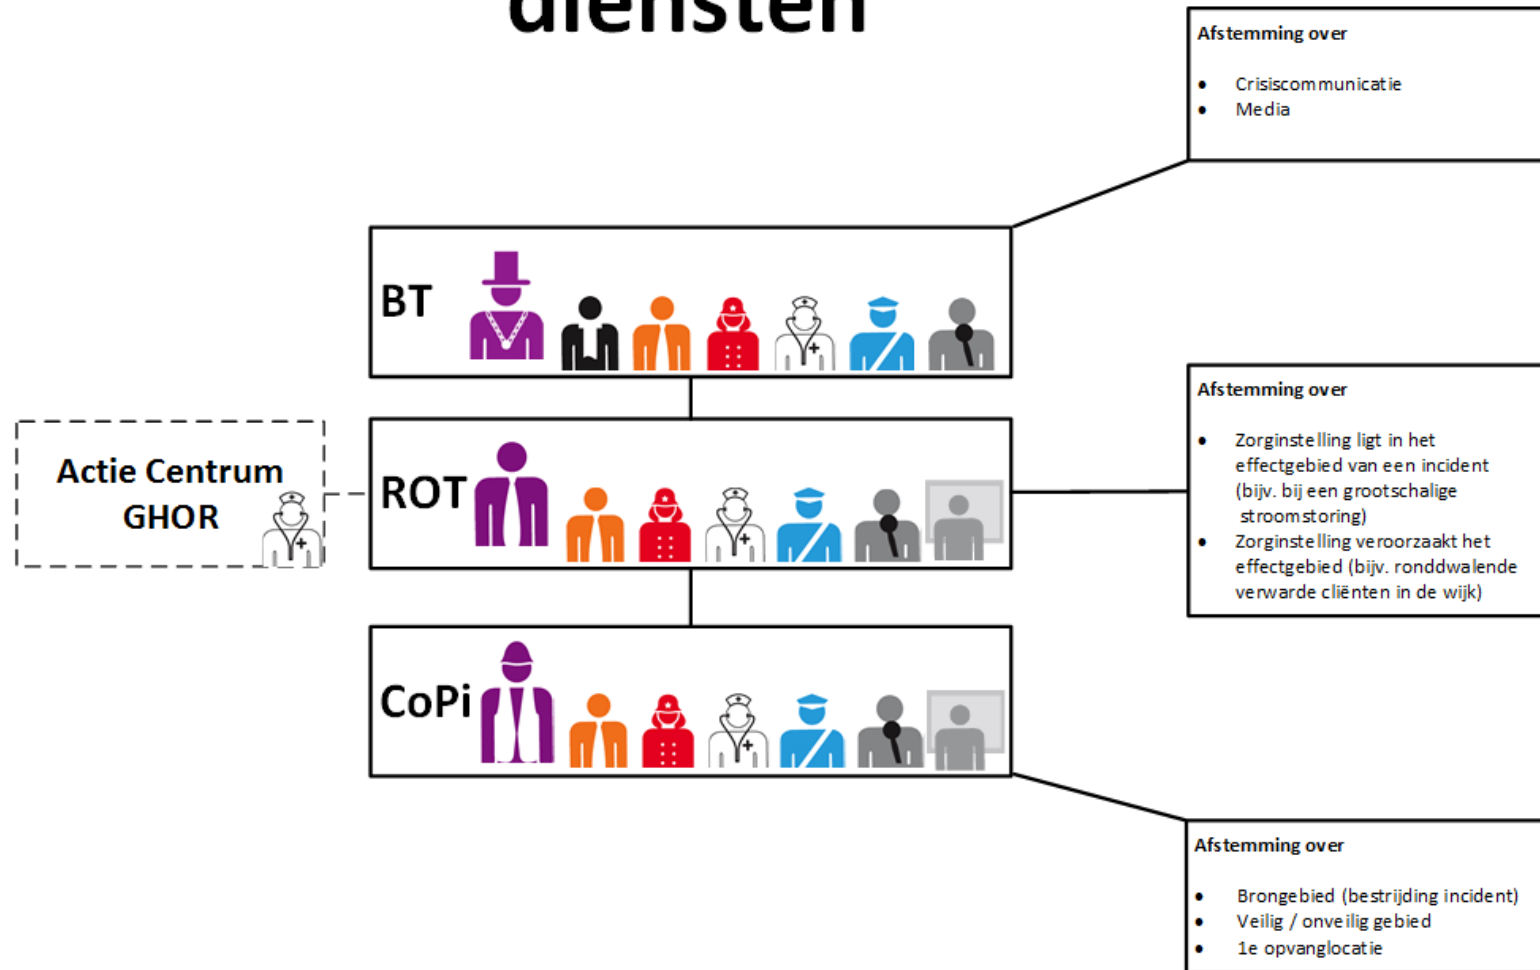 diensten
Afstemming over
• Crisiscommunicatie
• Media
BT
Actie Centrum
GHOR
ROT
Afstemming over
• Zorginstelling ligt in het
effectgebied van een incident
(bijv. bij een grootschalige
stroomstoring)
• Zorginstelling veroorzaakt het
effectgebied (bijv. ronddwalende
verwarde cliënten in de wijk)
CoPi
Afstemming over
• Brongebied (bestrijding incident)
• Veilig / onveilig gebied
• 1e opvanglocatie